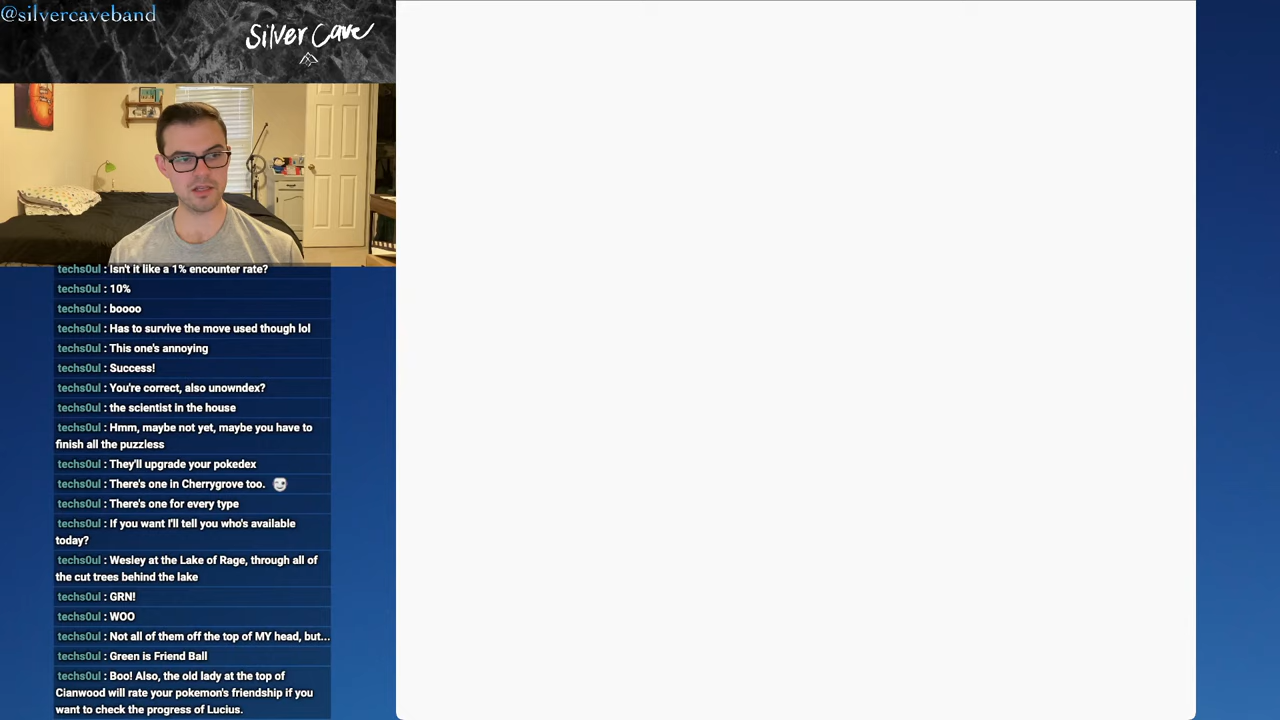 @silvercaveband
Silver Cave
techs0ul : Isn't it like a 1% encounter rate?
techs0ul : 10%
techs0ul : boooo
techs0ul : Has to survive the move used though lol
techs0ul : This one's annoying
techs0ul : Success!
techs0ul : You're correct, also unowndex?
techs0ul : the scientist in the house
techs0ul : Hmm, maybe not yet, maybe you have to
finish all the puzzless
techs0ul : They'll upgrade your pokedex
techs0ul : There's one in Cherrygrove too.
techs0ul : There's one for every type
techs0ul : If you want I'll tell you who's available
today?
techs0ul : Wesley at the Lake of Rage, through all of
the cut trees behind the lake
techs0ul : GRN!
techs0ul : WOO
techs0ul : Not all of them off the top of MY head, but...
techs0ul : Green is Friend Ball
techs0ul : Boo! Also, the old lady at the top of
Cianwood will rate your pokemon's friendship if you
want to check the progress of Lucius.